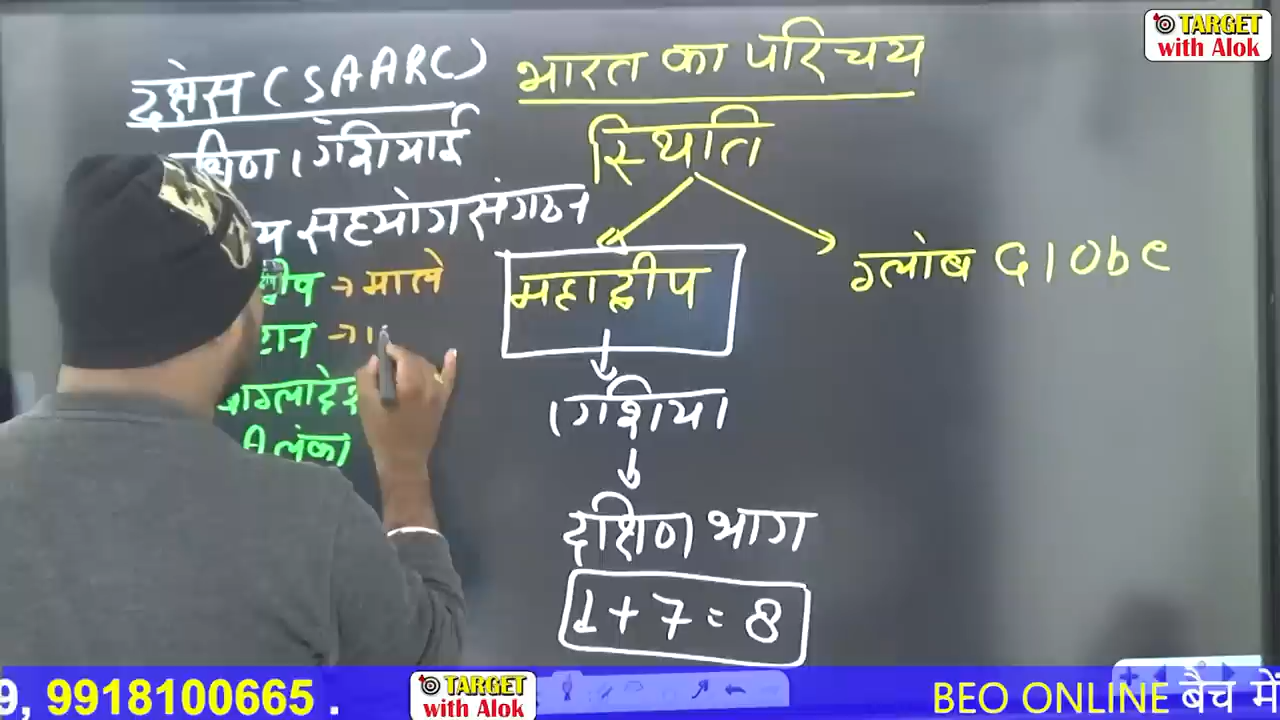 TARGET
with Alok
दक्षेस (SAARC)
एशियाई
सहयोग संगठन
→ माले
→
लंका
भारत का परिचय
स्थिति
महाद्वीप
ग्लोब Globe
एशिया
दक्षिण भाग
1+7=8
9, 9918100665 .
TARGET
with Alok
BEO ONLINE बैच में